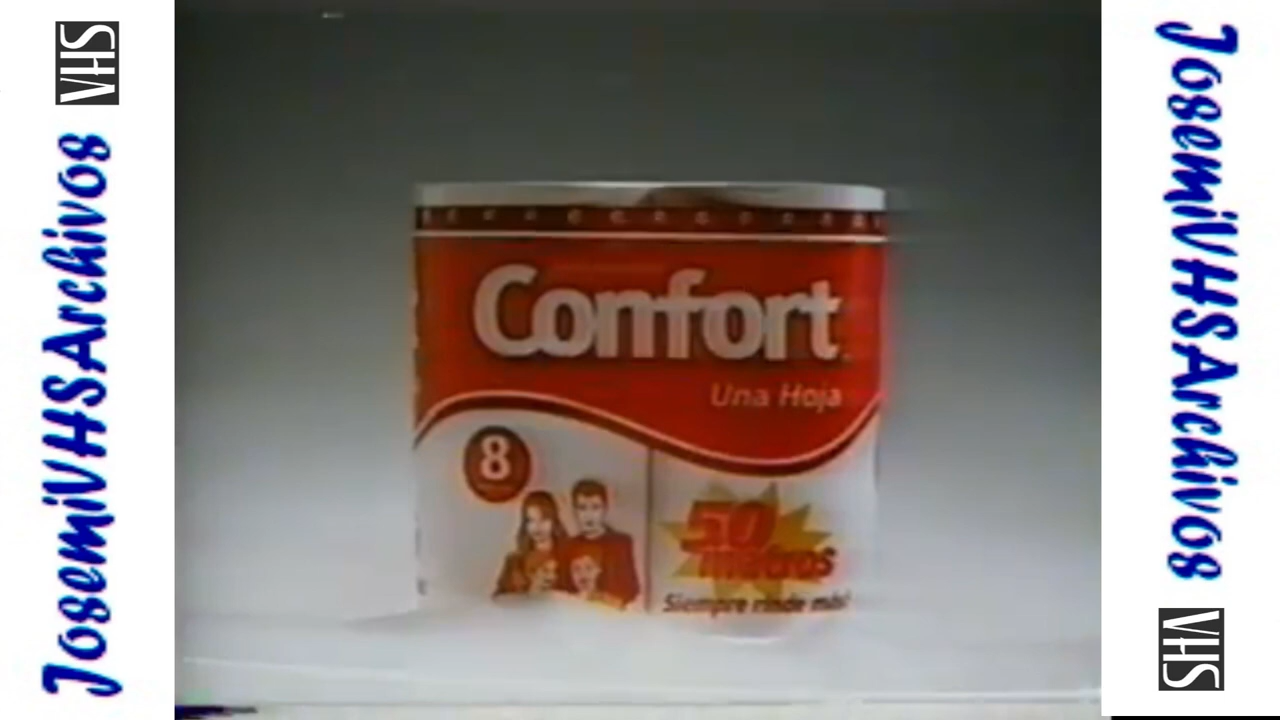 JosemiVHSArchivos VHS
Confort
Una Hoja
8
50
metros
Siempre rinde más!
JosemiVHSArchivos VHS